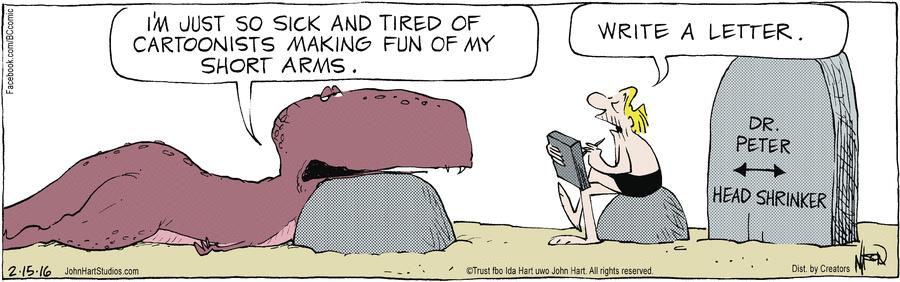 Facebook.com/BCcomic
I'M JUST SO SICK AND TIRED OF
CARTOONISTS MAKING FUN OF MY
SHORT ARMS.
WRITE A LETTER.
DR.
PETER
HEAD SHRINKER
2-15-16
JohnHartStudios.com
©Trust fbo Ida Hart uwo John Hart. All rights reserved.
Dist. by Creators